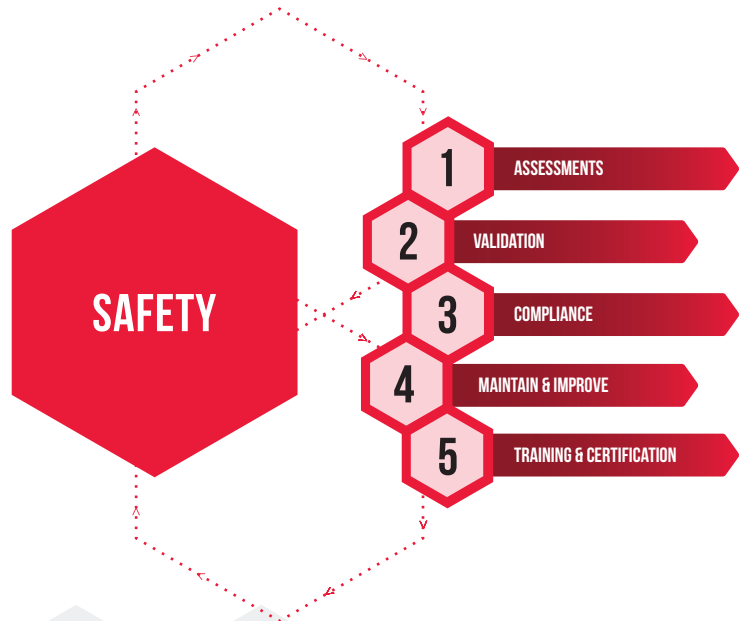 SAFETY
1
ASSESSMENTS
2
VALIDATION
3
COMPLIANCE
4
MAINTAIN & IMPROVE
5
TRAINING & CERTIFICATION